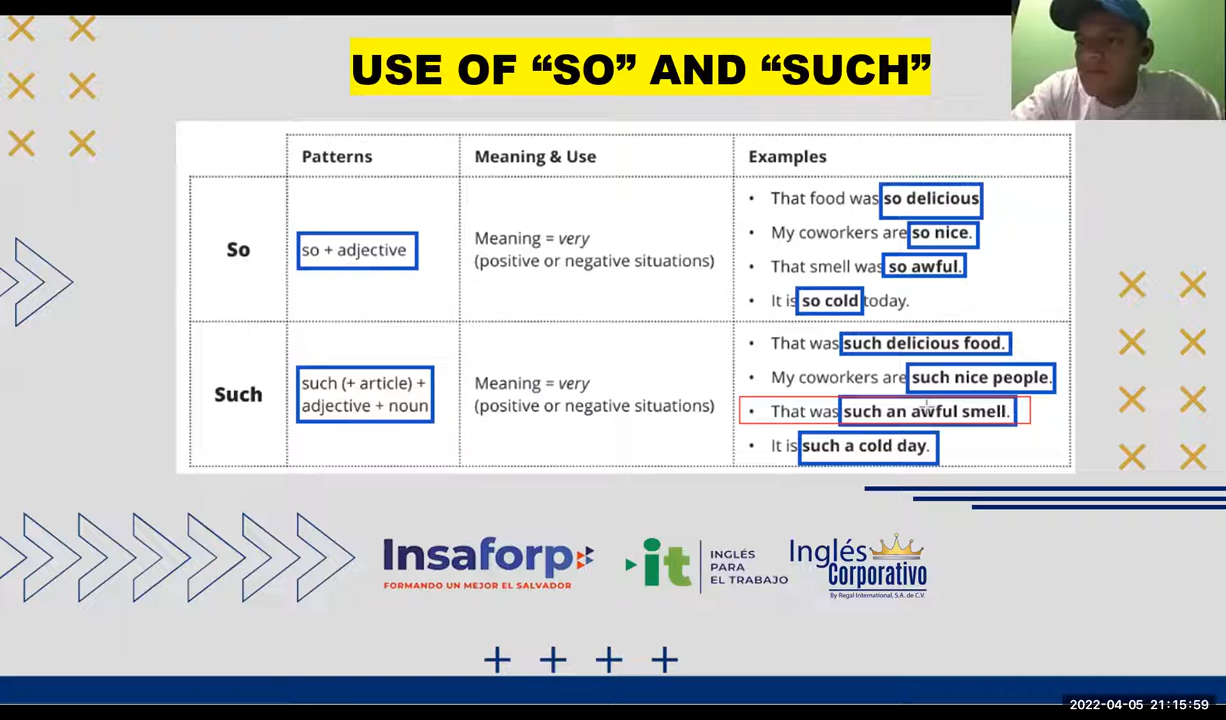 USE OF “SO” AND “SUCH”
Patterns
Meaning & Use
Examples
So
so + adjective
Meaning = very
(positive or negative situations)
• That food was so delicious
• My coworkers are so nice.
• That smell was so awful.
• It is so cold today.
Such
such (+ article) +
adjective + noun
Meaning = very
(positive or negative situations)
• That was such delicious food.
• My coworkers are such nice people.
• That was such an awful smell.
• It is such a cold day.
Insaforp
FORMANDO UN MEJOR EL SALVADOR
it
INGLÉS
PARA
EL TRABAJO
Inglés
Corporativo
By Regal International, S.A. de C.V.
2022-04-05 21:15:59